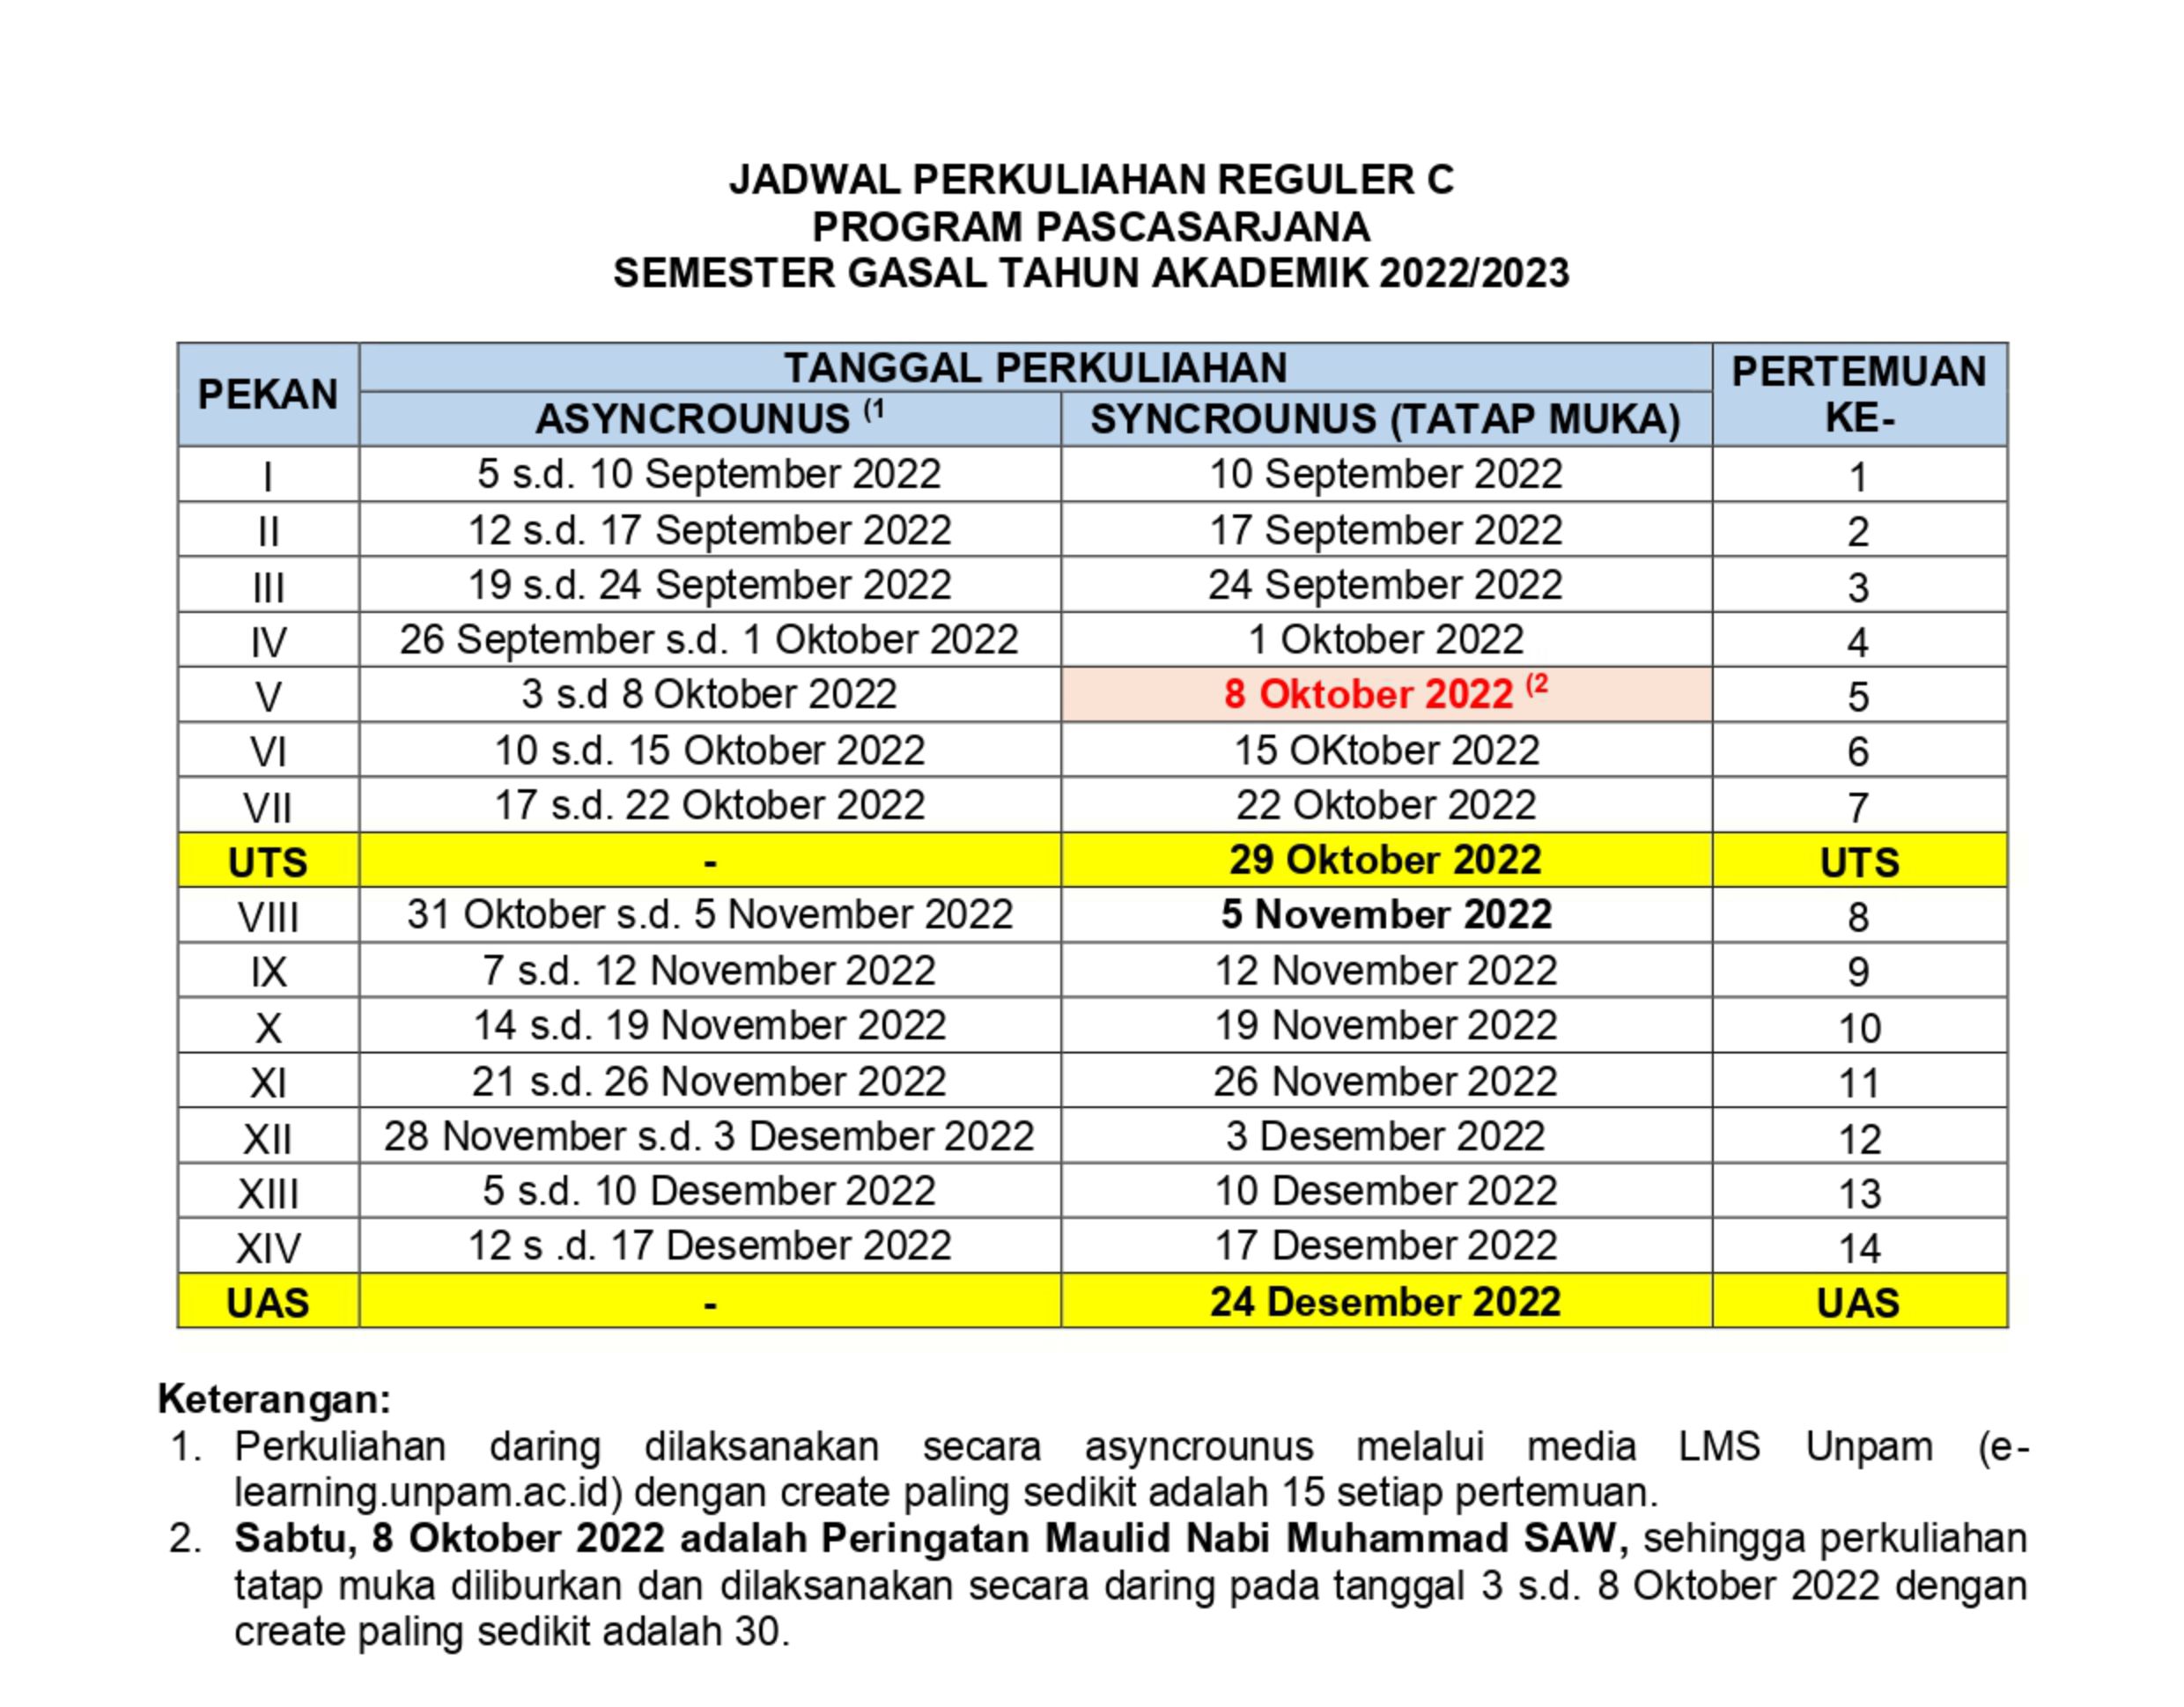 JADWAL PERKULIAHAN REGULER C
PROGRAM PASCASARJANA
SEMESTER GASAL TAHUN AKADEMIK 2022/2023
PEKAN TANGGAL PERKULIAHAN PERTEMUAN KE-
ASYNCROUNUS (1 SYNCROUNUS (TATAP MUKA)
I 5 s.d. 10 September 2022 10 September 2022 1
II 12 s.d. 17 September 2022 17 September 2022 2
III 19 s.d. 24 September 2022 24 September 2022 3
IV 26 September s.d. 1 Oktober 2022 1 Oktober 2022 4
V 3 s.d 8 Oktober 2022 8 Oktober 2022 (2 5
VI 10 s.d. 15 Oktober 2022 15 OKtober 2022 6
VII 17 s.d. 22 Oktober 2022 22 Oktober 2022 7
UTS - 29 Oktober 2022 UTS
VIII 31 Oktober s.d. 5 November 2022 5 November 2022 8
IX 7 s.d. 12 November 2022 12 November 2022 9
X 14 s.d. 19 November 2022 19 November 2022 10
XI 21 s.d. 26 November 2022 26 November 2022 11
XII 28 November s.d. 3 Desember 2022 3 Desember 2022 12
XIII 5 s.d. 10 Desember 2022 10 Desember 2022 13
XIV 12 s .d. 17 Desember 2022 17 Desember 2022 14
UAS - 24 Desember 2022 UAS
Keterangan:
1. Perkuliahan daring dilaksanakan secara asyncrounus melalui media LMS Unpam (e-
learning.unpam.ac.id) dengan create paling sedikit adalah 15 setiap pertemuan.
2. Sabtu, 8 Oktober 2022 adalah Peringatan Maulid Nabi Muhammad SAW, sehingga perkuliahan
tatap muka diliburkan dan dilaksanakan secara daring pada tanggal 3 s.d. 8 Oktober 2022 dengan
create paling sedikit adalah 30.